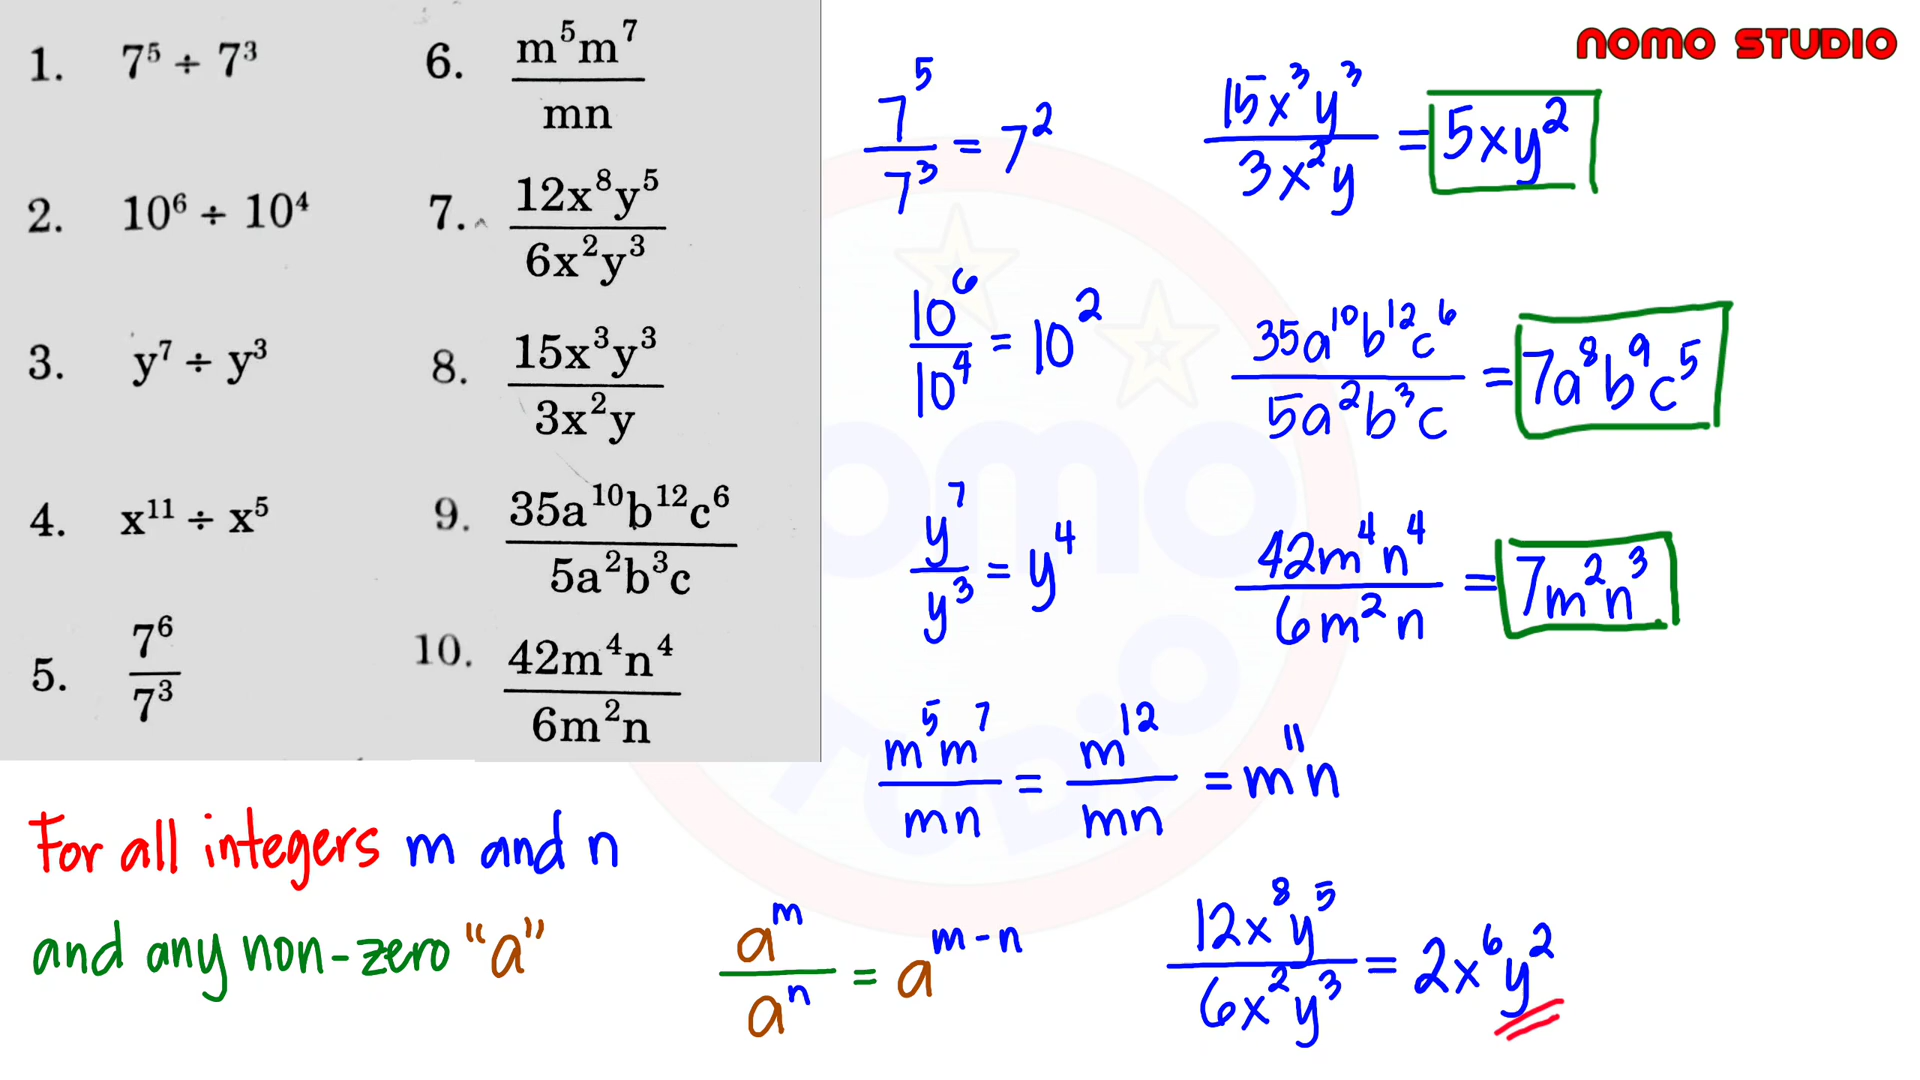 NOMO STUDIO
1. 7⁵ ÷ 7³
2. 10⁶ ÷ 10⁴
3. y⁷ ÷ y³
4. x¹¹ ÷ x⁵
5. 7⁶
7³
6. m⁵m⁷
mn
7. 12x⁸y⁵
6x²y³
8. 15x³y³
3x²y
9. 35a¹⁰b¹²c⁶
5a²b³c
10. 42m⁴n⁴
6m²n
For all integers m and n
and any non-zero "a"
aᵐ
aⁿ
= aᵐ⁻ⁿ
7⁵
7³
= 7²
10⁶
10⁴
= 10²
y⁷
y³
= y⁴
m⁵m⁷
mn
= m¹²
mn
= m¹¹n
12x⁸y⁵
6x²y³
= 2x⁶y²
15x³y³
3x²y
= 5xy²
35a¹⁰b¹²c⁶
5a²b³c
= 7a⁸b⁹c⁵
42m⁴n⁴
6m²n
= 7m²n³
nomo
STUDIO